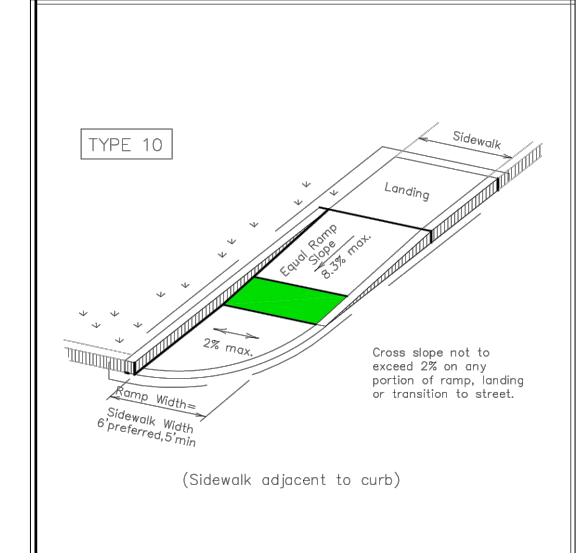 TYPE 10
Sidewalk
Landing
Equal Ramp
Slope
8.3% max.
2% max.
Cross slope not to
exceed 2% on any
portion of ramp, landing
or transition to street.
Ramp Width=
Sidewalk Width
6'preferred,5'min
(Sidewalk adjacent to curb)